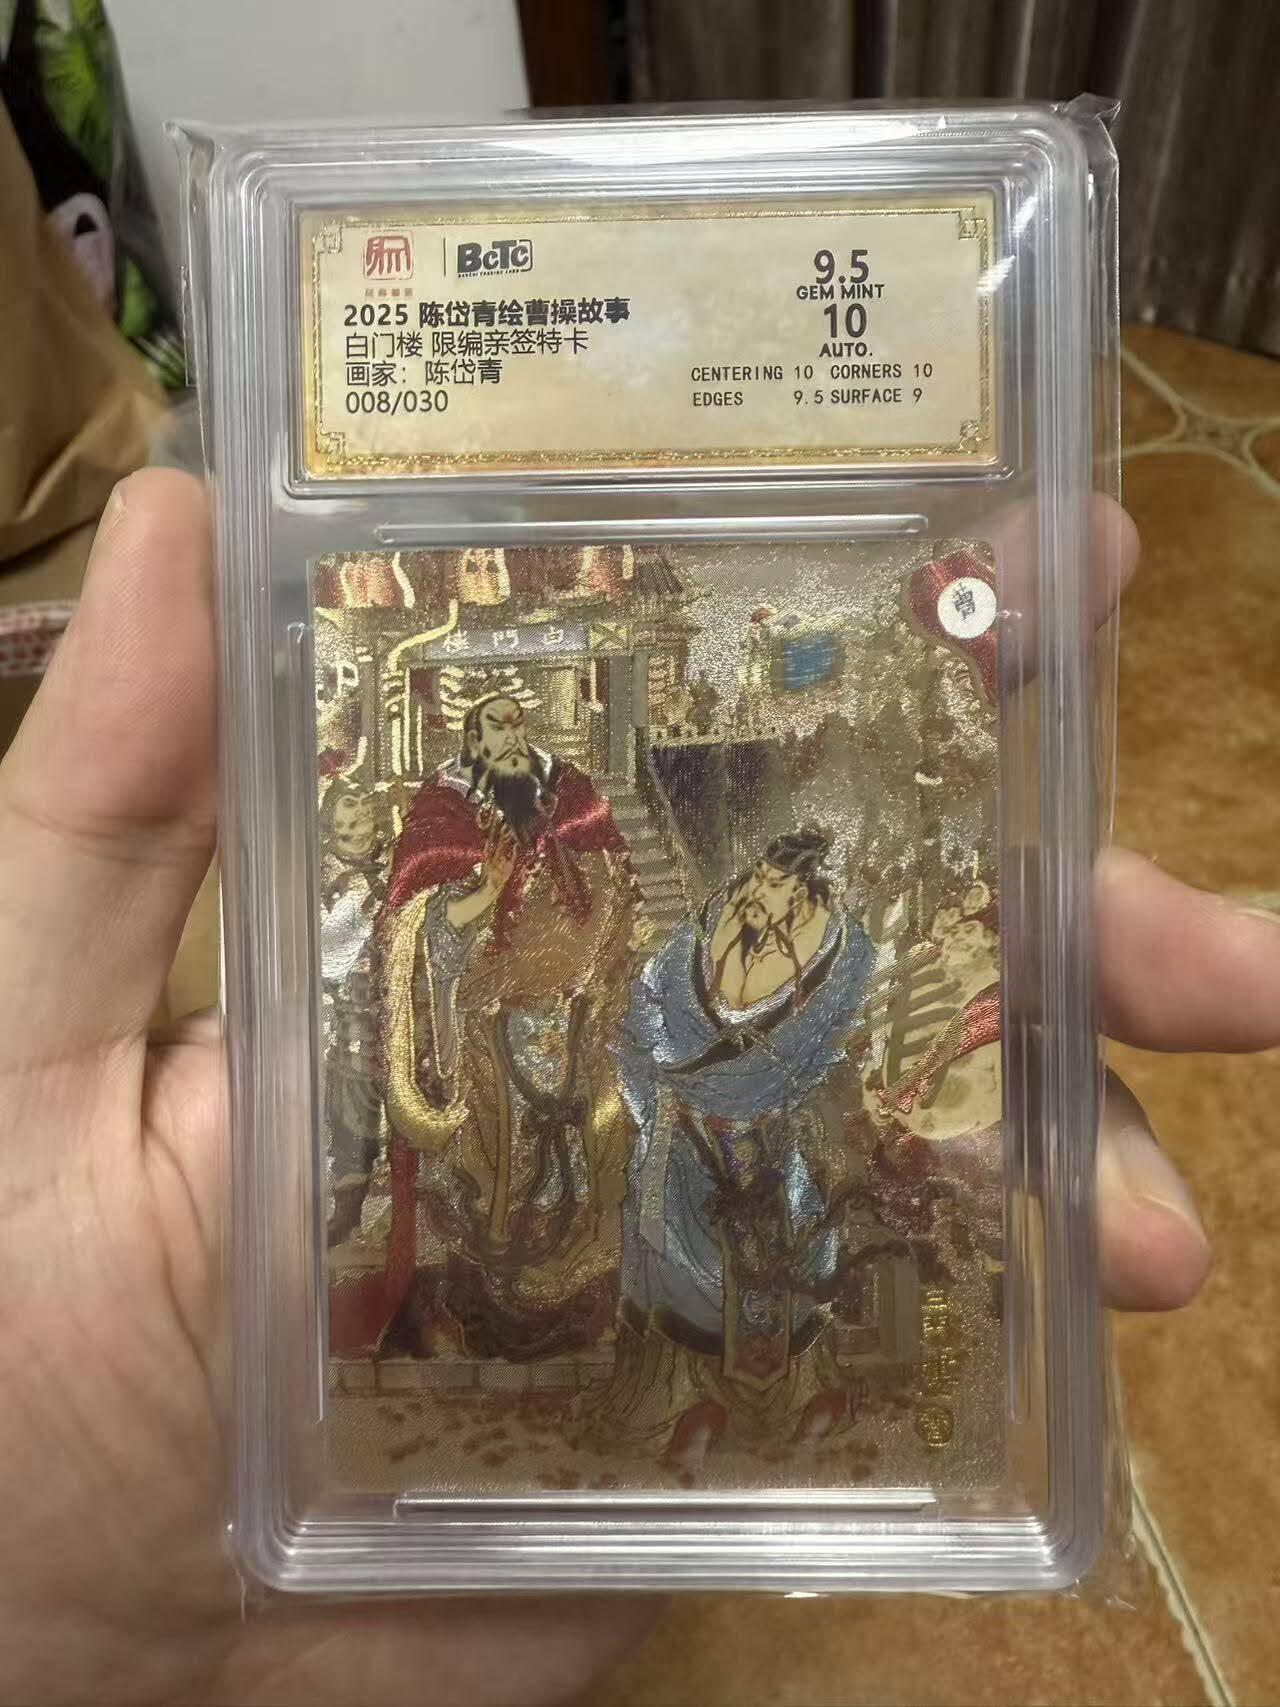 BCTC
2025 陈岱青绘曹操故事
白门楼 限编亲签特卡
画家：陈岱青
008/030
9.5
GEM MINT
10
AUTO.
CENTERING 10 CORNERS 10
EDGES 9.5 SURFACE 9
樓門白
曹